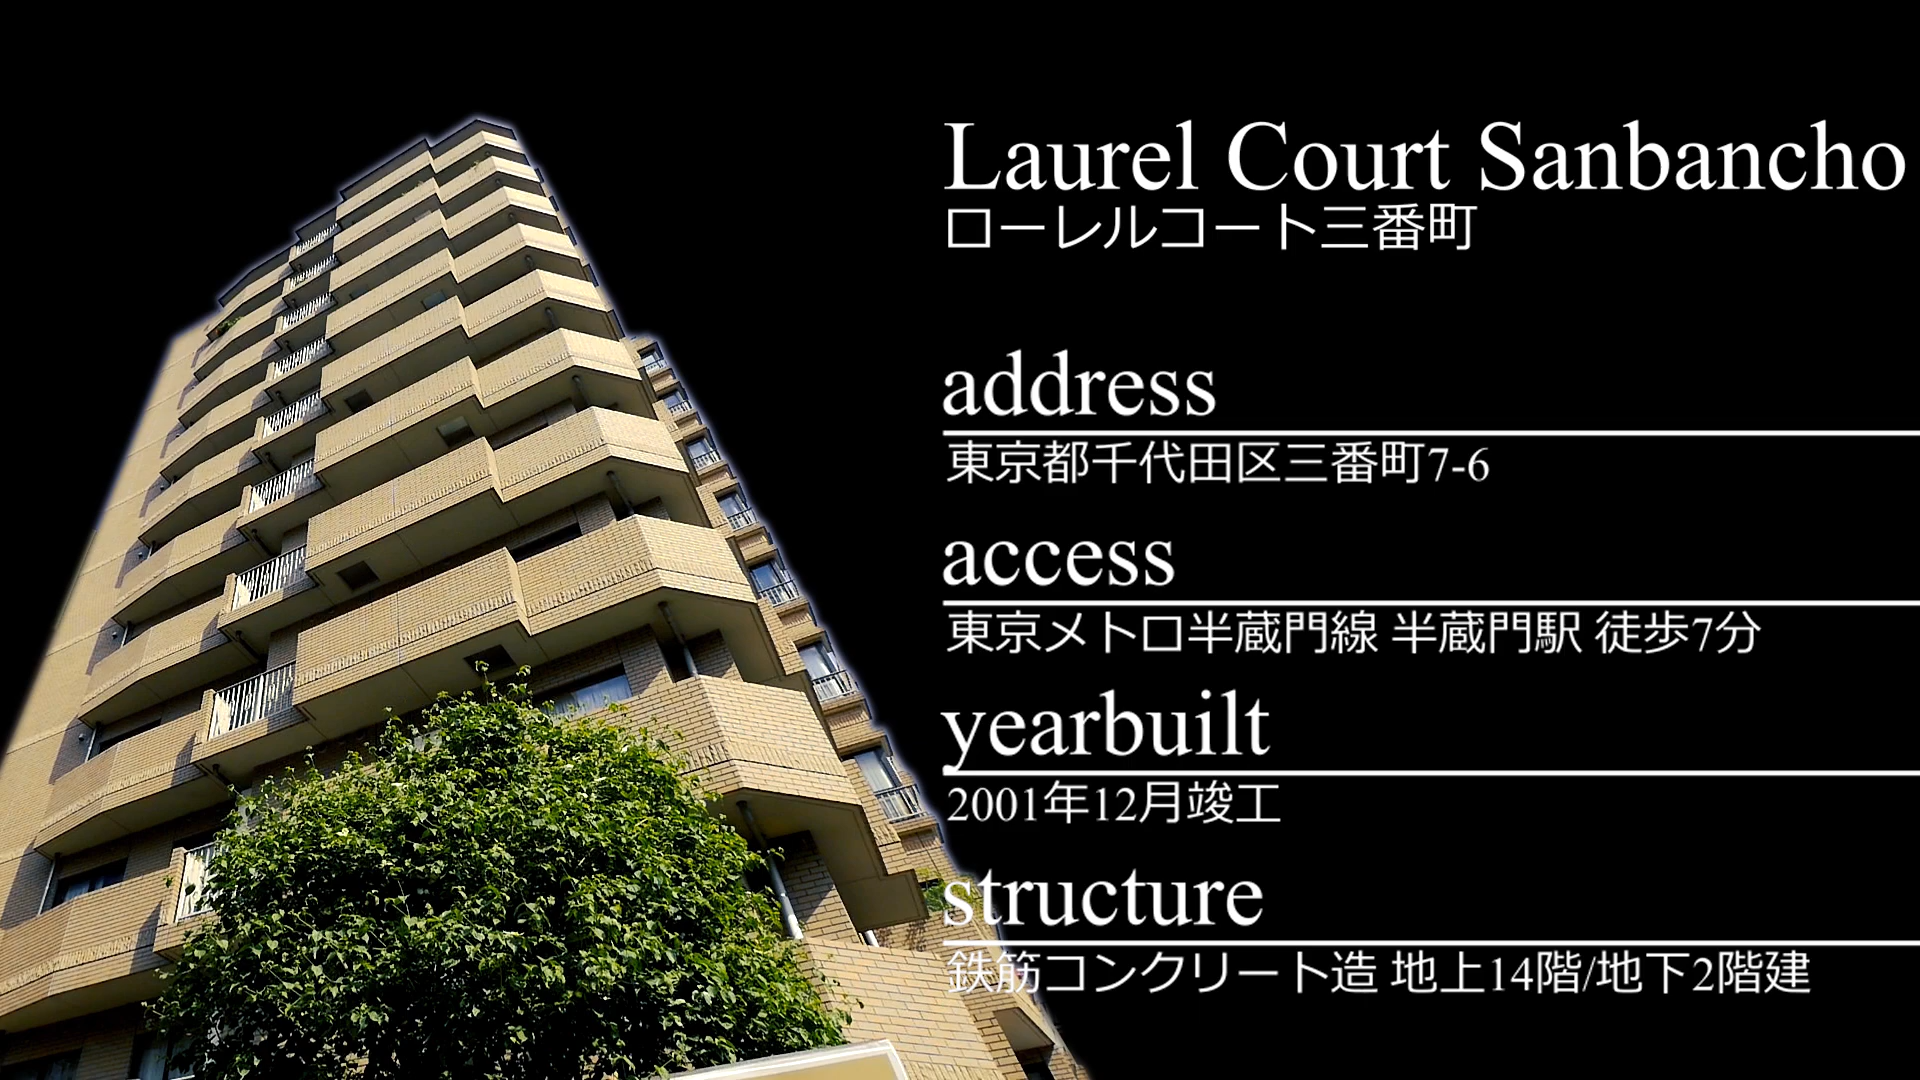 Laurel Court Sanbancho
ローレルコート三番町
address
東京都千代田区三番町7-6
access
東京メトロ半蔵門線 半蔵門駅 徒歩7分
yearbuilt
2001年12月竣工
structure
鉄筋コンクリート造 地上14階/地下2階建